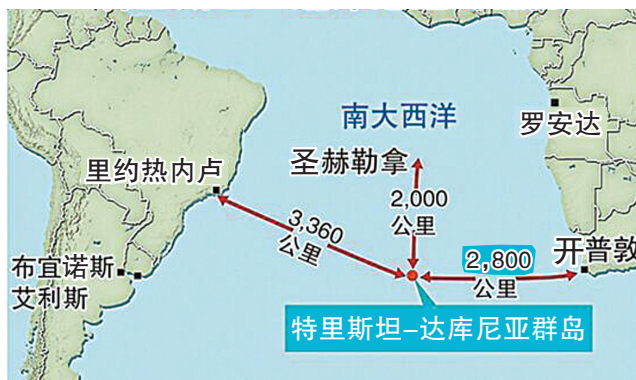 南大西洋
罗安达
里约热内卢
圣赫勒拿
2,000
公里
3,360
公里
布宜诺斯
艾利斯
2,800
公里
开普敦
特里斯坦-达库尼亚群岛